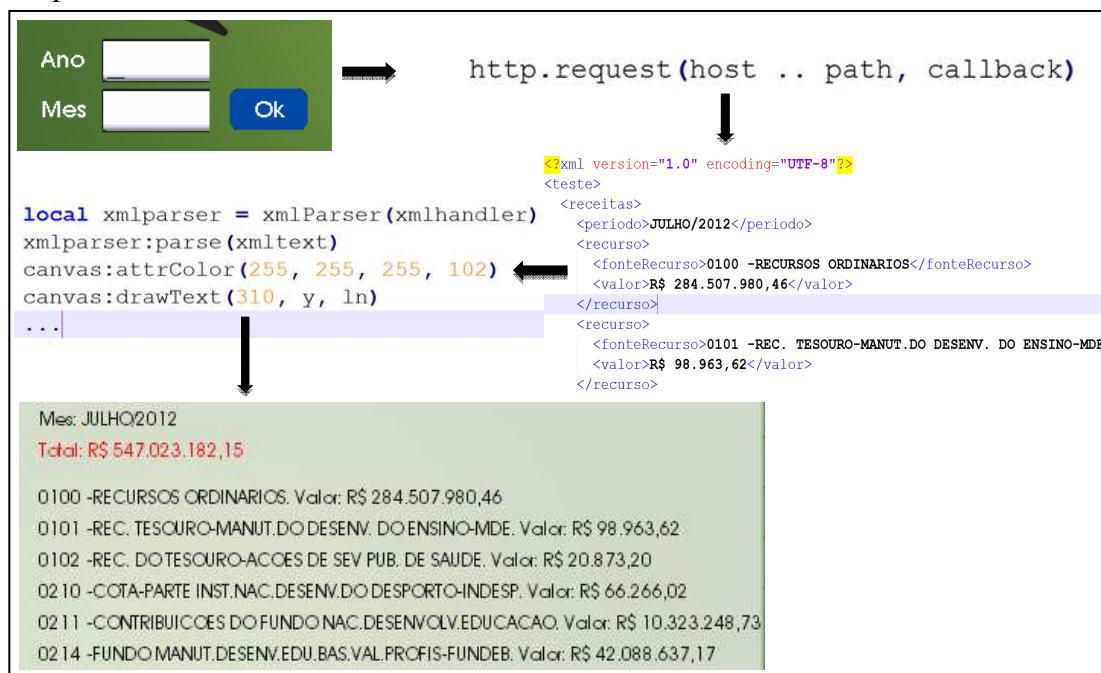 Ano
Mes
Ok
http.request(host .. path, callback)
<?xml version="1.0" encoding="UTF-8"?>
<teste>
<receitas>
<periodo>JULHO/2012</periodo>
<recurso>
<fonteRecurso>0100 -RECURSOS ORDINARIOS</fonteRecurso>
<valor>R$ 284.507.980,46</valor>
</recurso>
<recurso>
<fonteRecurso>0101 -REC. TESOURO-MANUT.DO DESENV. DO ENSINO-MDE
<valor>R$ 98.963,62</valor>
</recurso>
local xmlparser = xmlParser(xmlhandler)
xmlparser:parse(xmltext)
canvas:attrColor(255, 255, 255, 102)
canvas:drawText(310, y, ln)
...
Mes: JULHO/2012
Total: R$ 547.023.182,15
0100 -RECURSOS ORDINARIOS. Valor: R$ 284.507.980,46
0101 -REC. TESOURO-MANUT.DO DESENV. DO ENSINO-MDE. Valor: R$ 98.963,62
0102 -REC. DO TESOURO-ACOES DE SEV PUB. DE SAUDE. Valor: R$ 20.873,20
0210 -COTA-PARTE INST.NAC.DESENV.DO DESPORTO-INDESP. Valor: R$ 66.266,02
0211 -CONTRIBUICCOES DO FUNDO NAC.DESENVOLV.EDUCACAO. Valor: R$ 10.323.248,73
0214 -FUNDO MANUT.DESENV.EDU.BAS.VAL.PROFIS-FUNDEB. Valor: R$ 42.088.637,17